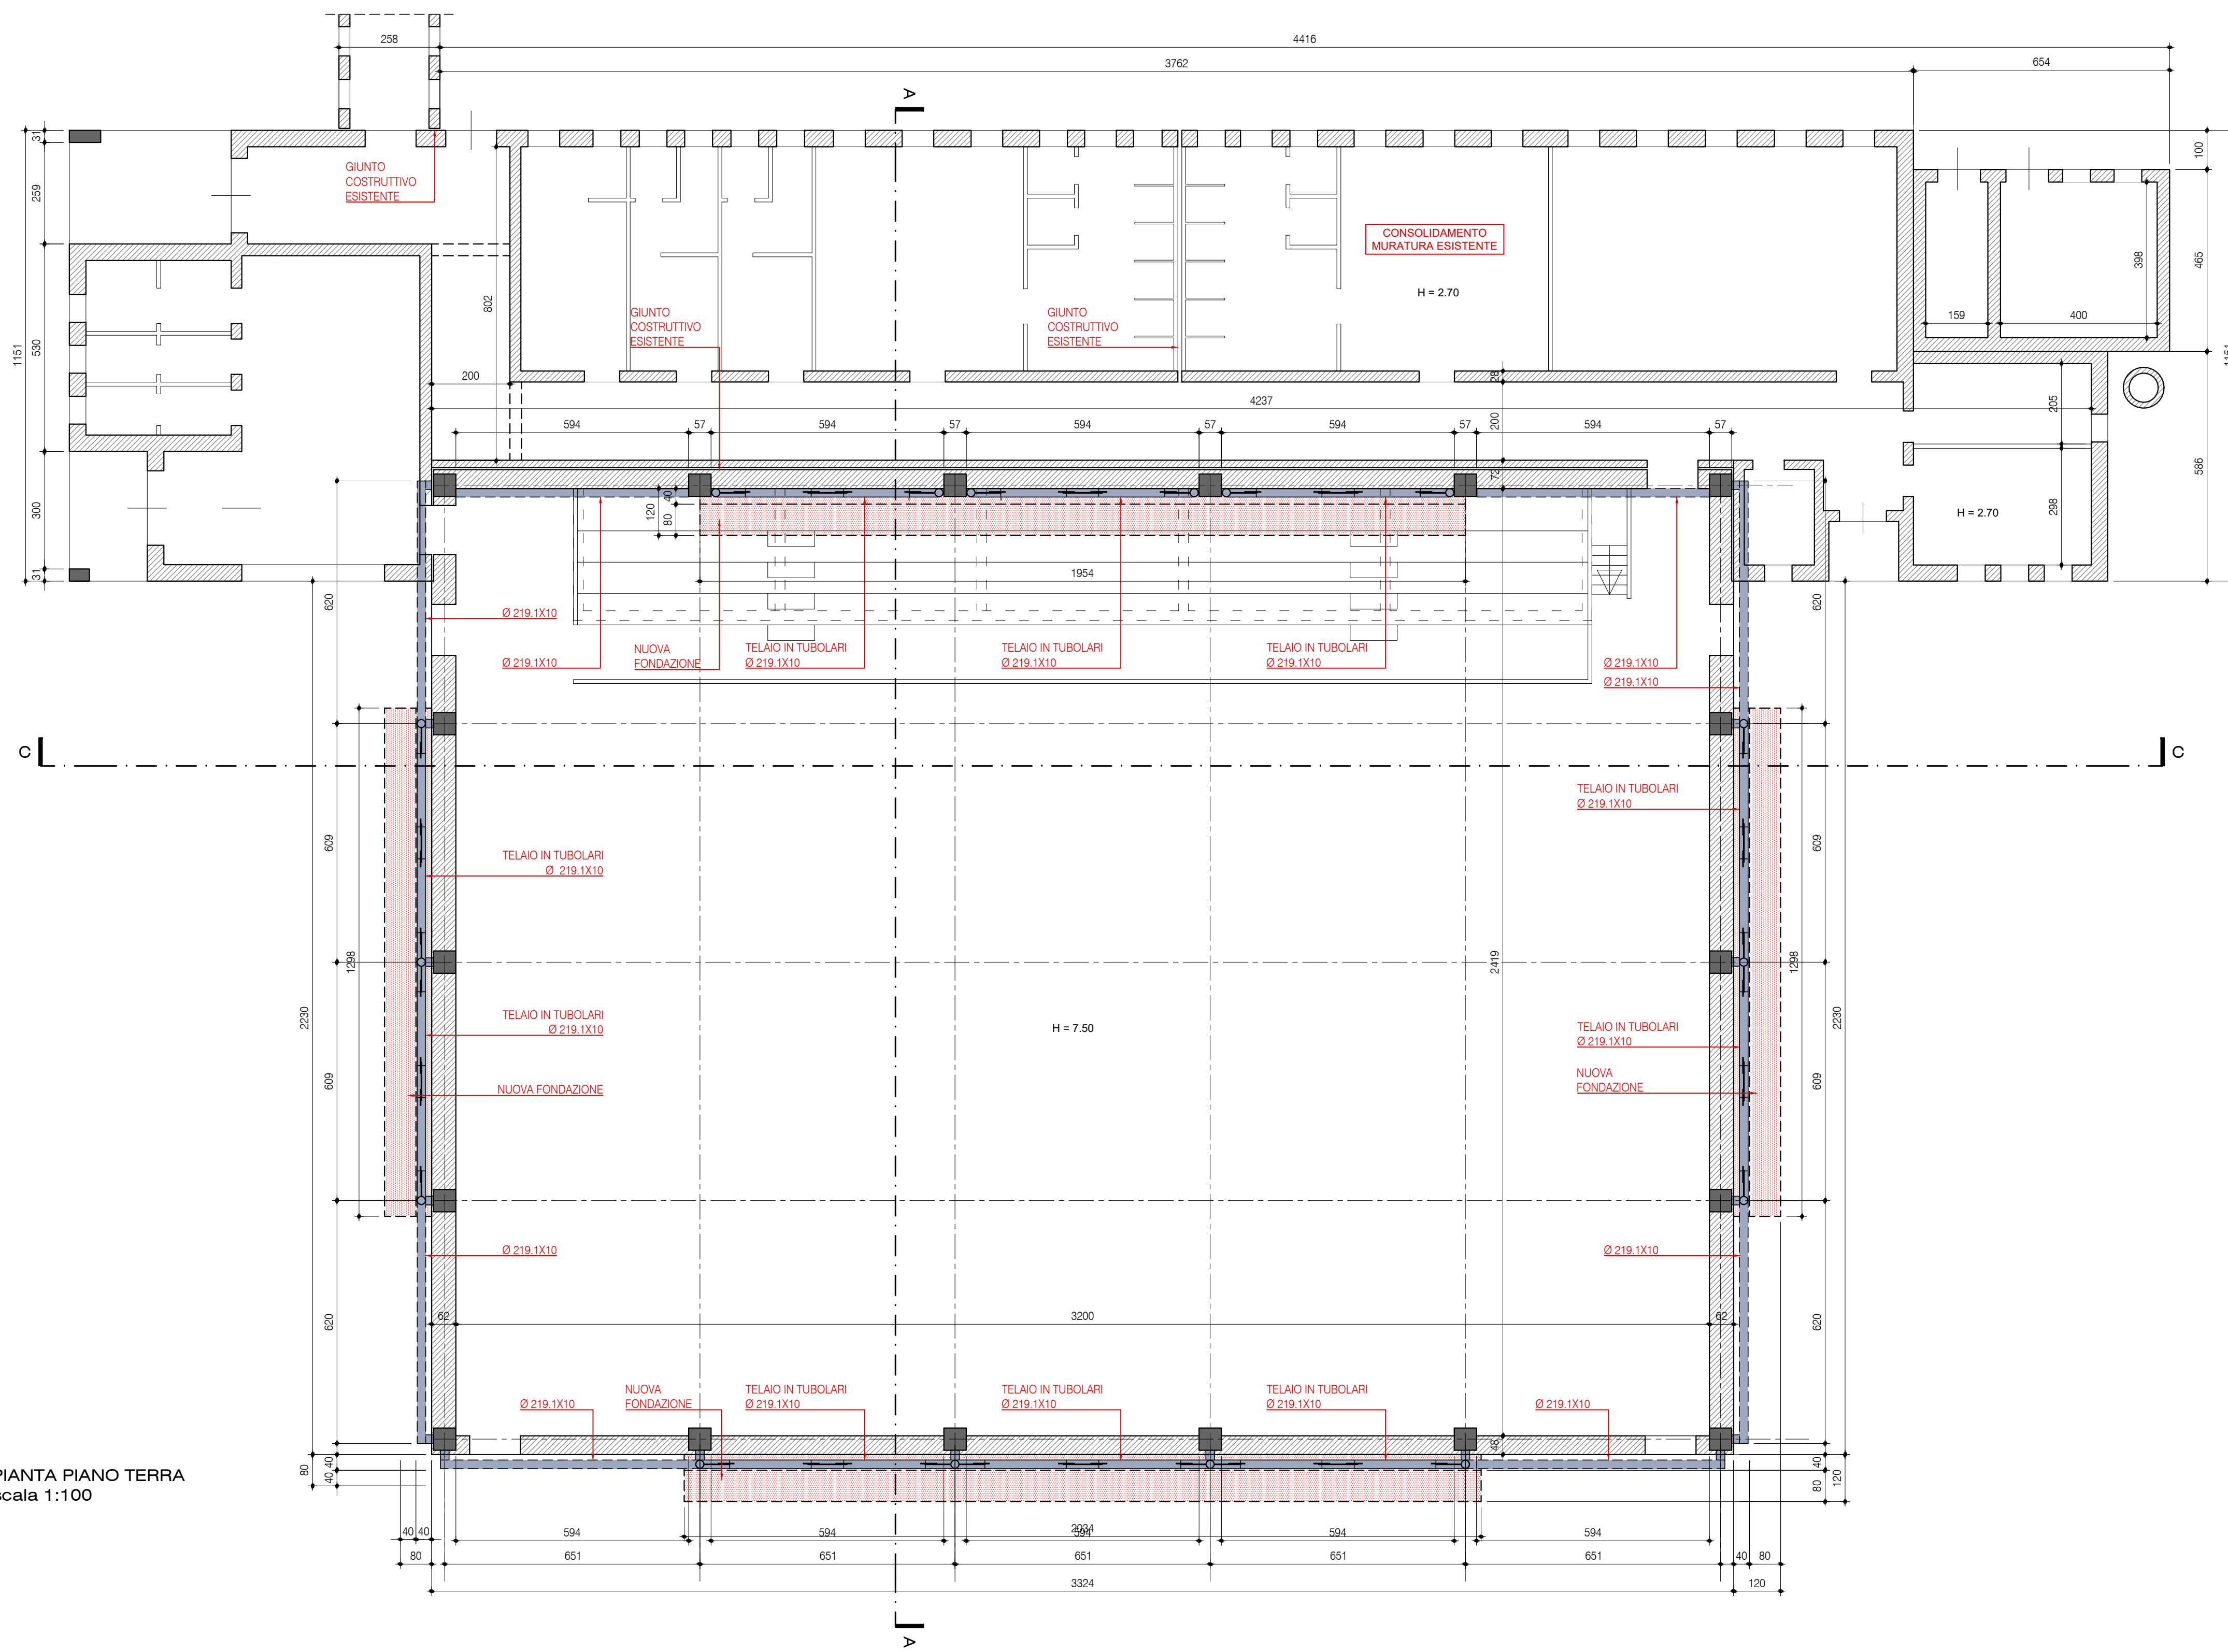 258
4416
3762
654
A
31
259
1151
530
300
31
GIUNTO
COSTRUTTIVO
ESISTENTE
802
200
GIUNTO
COSTRUTTIVO
ESISTENTE
GIUNTO
COSTRUTTIVO
ESISTENTE
CONSOLIDAMENTO
MURATURA ESISTENTE
H = 2.70
100
465
398
159
400
586
205
298
H = 2.70
28
200
72
4237
594
57
594
57
594
57
594
57
594
57
40
120
80
1954
620
620
Ø 219.1X10
Ø 219.1X10
NUOVA
FONDAZIONE
TELAIO IN TUBOLARI
Ø 219.1X10
TELAIO IN TUBOLARI
Ø 219.1X10
TELAIO IN TUBOLARI
Ø 219.1X10
Ø 219.1X10
Ø 219.1X10
C
C
TELAIO IN TUBOLARI
Ø 219.1X10
609
609
TELAIO IN TUBOLARI
Ø 219.1X10
1298
2419
1298
2230
2230
TELAIO IN TUBOLARI
Ø 219.1X10
H = 7.50
TELAIO IN TUBOLARI
Ø 219.1X10
NUOVA FONDAZIONE
NUOVA
FONDAZIONE
609
609
Ø 219.1X10
Ø 219.1X10
62
3200
62
620
620
Ø 219.1X10
NUOVA
FONDAZIONE
TELAIO IN TUBOLARI
Ø 219.1X10
TELAIO IN TUBOLARI
Ø 219.1X10
TELAIO IN TUBOLARI
Ø 219.1X10
Ø 219.1X10
48
PIANTA PIANO TERRA
scala 1:100
80
40
40
40
80
120
40
40
80
594
594
2034
594
594
594
651
651
651
651
651
40
80
3324
120
A